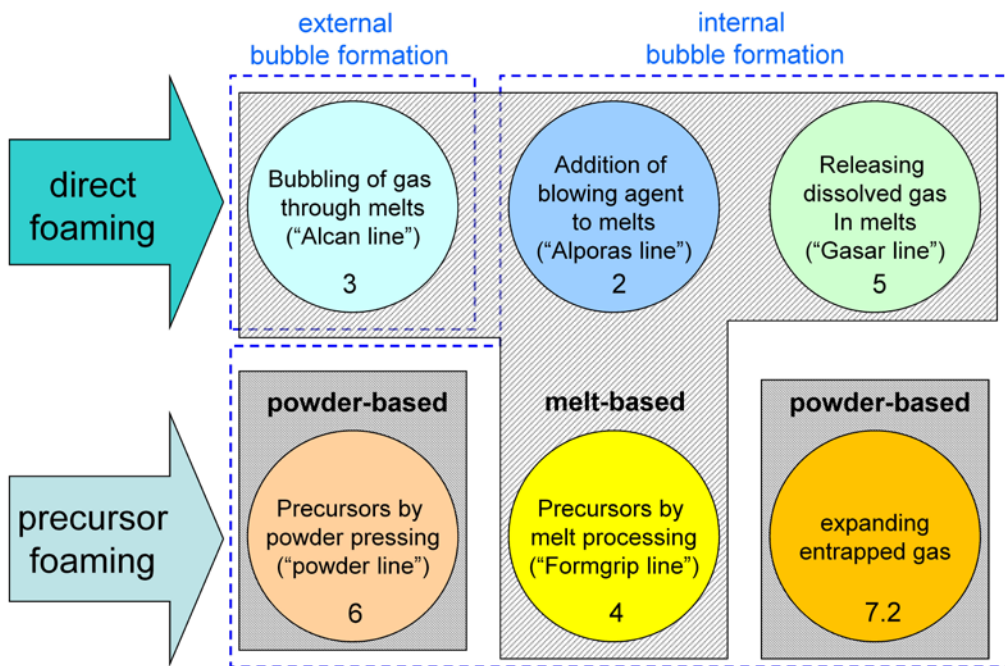 external
bubble formation
internal
bubble formation
direct
foaming
Bubbling of gas
through melts
(“Alcan line”)
3
Addition of
blowing agent
to melts
(“Alporas line”)
2
Releasing
dissolved gas
In melts
(“Gasar line”)
5
precursor
foaming
powder-based
Precursors by
powder pressing
(“powder line”)
6
melt-based
Precursors by
melt processing
(“Formgrip line”)
4
powder-based
expanding
entrapped gas
7.2